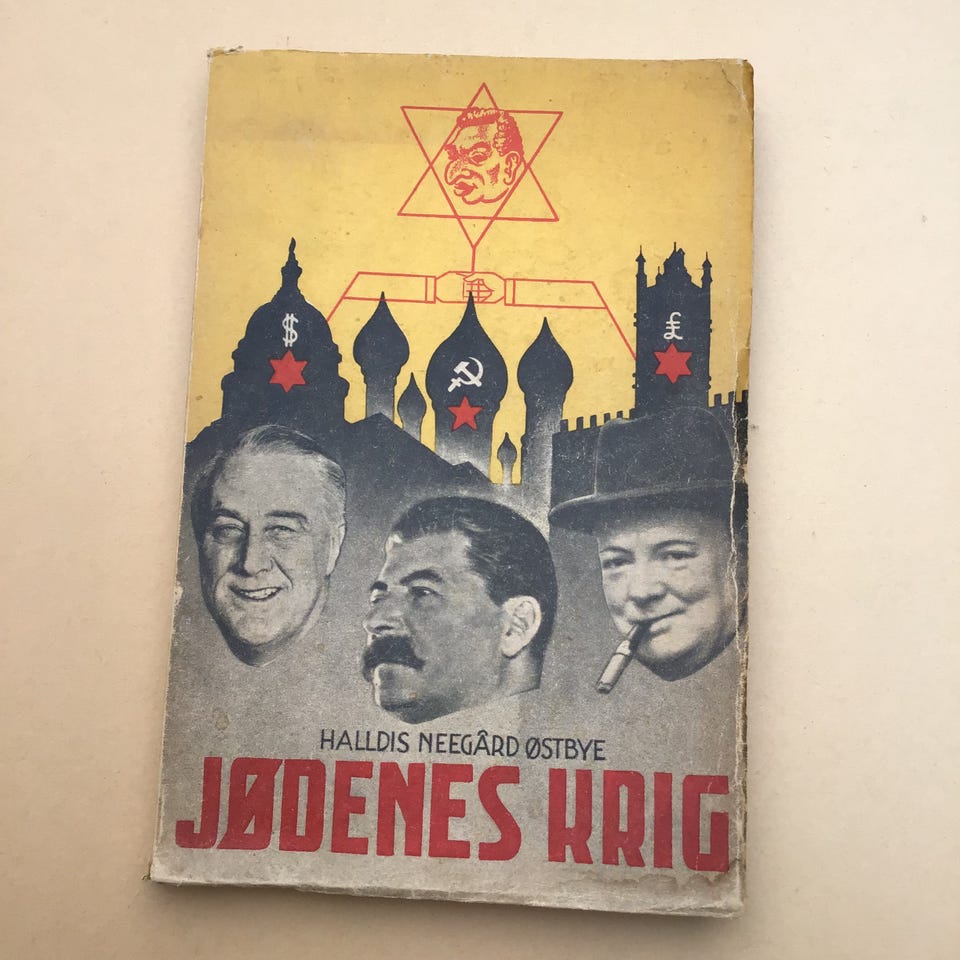 $
£
HALLDIS NEEGÅRD ØSTBYE
JØDENES KRIG